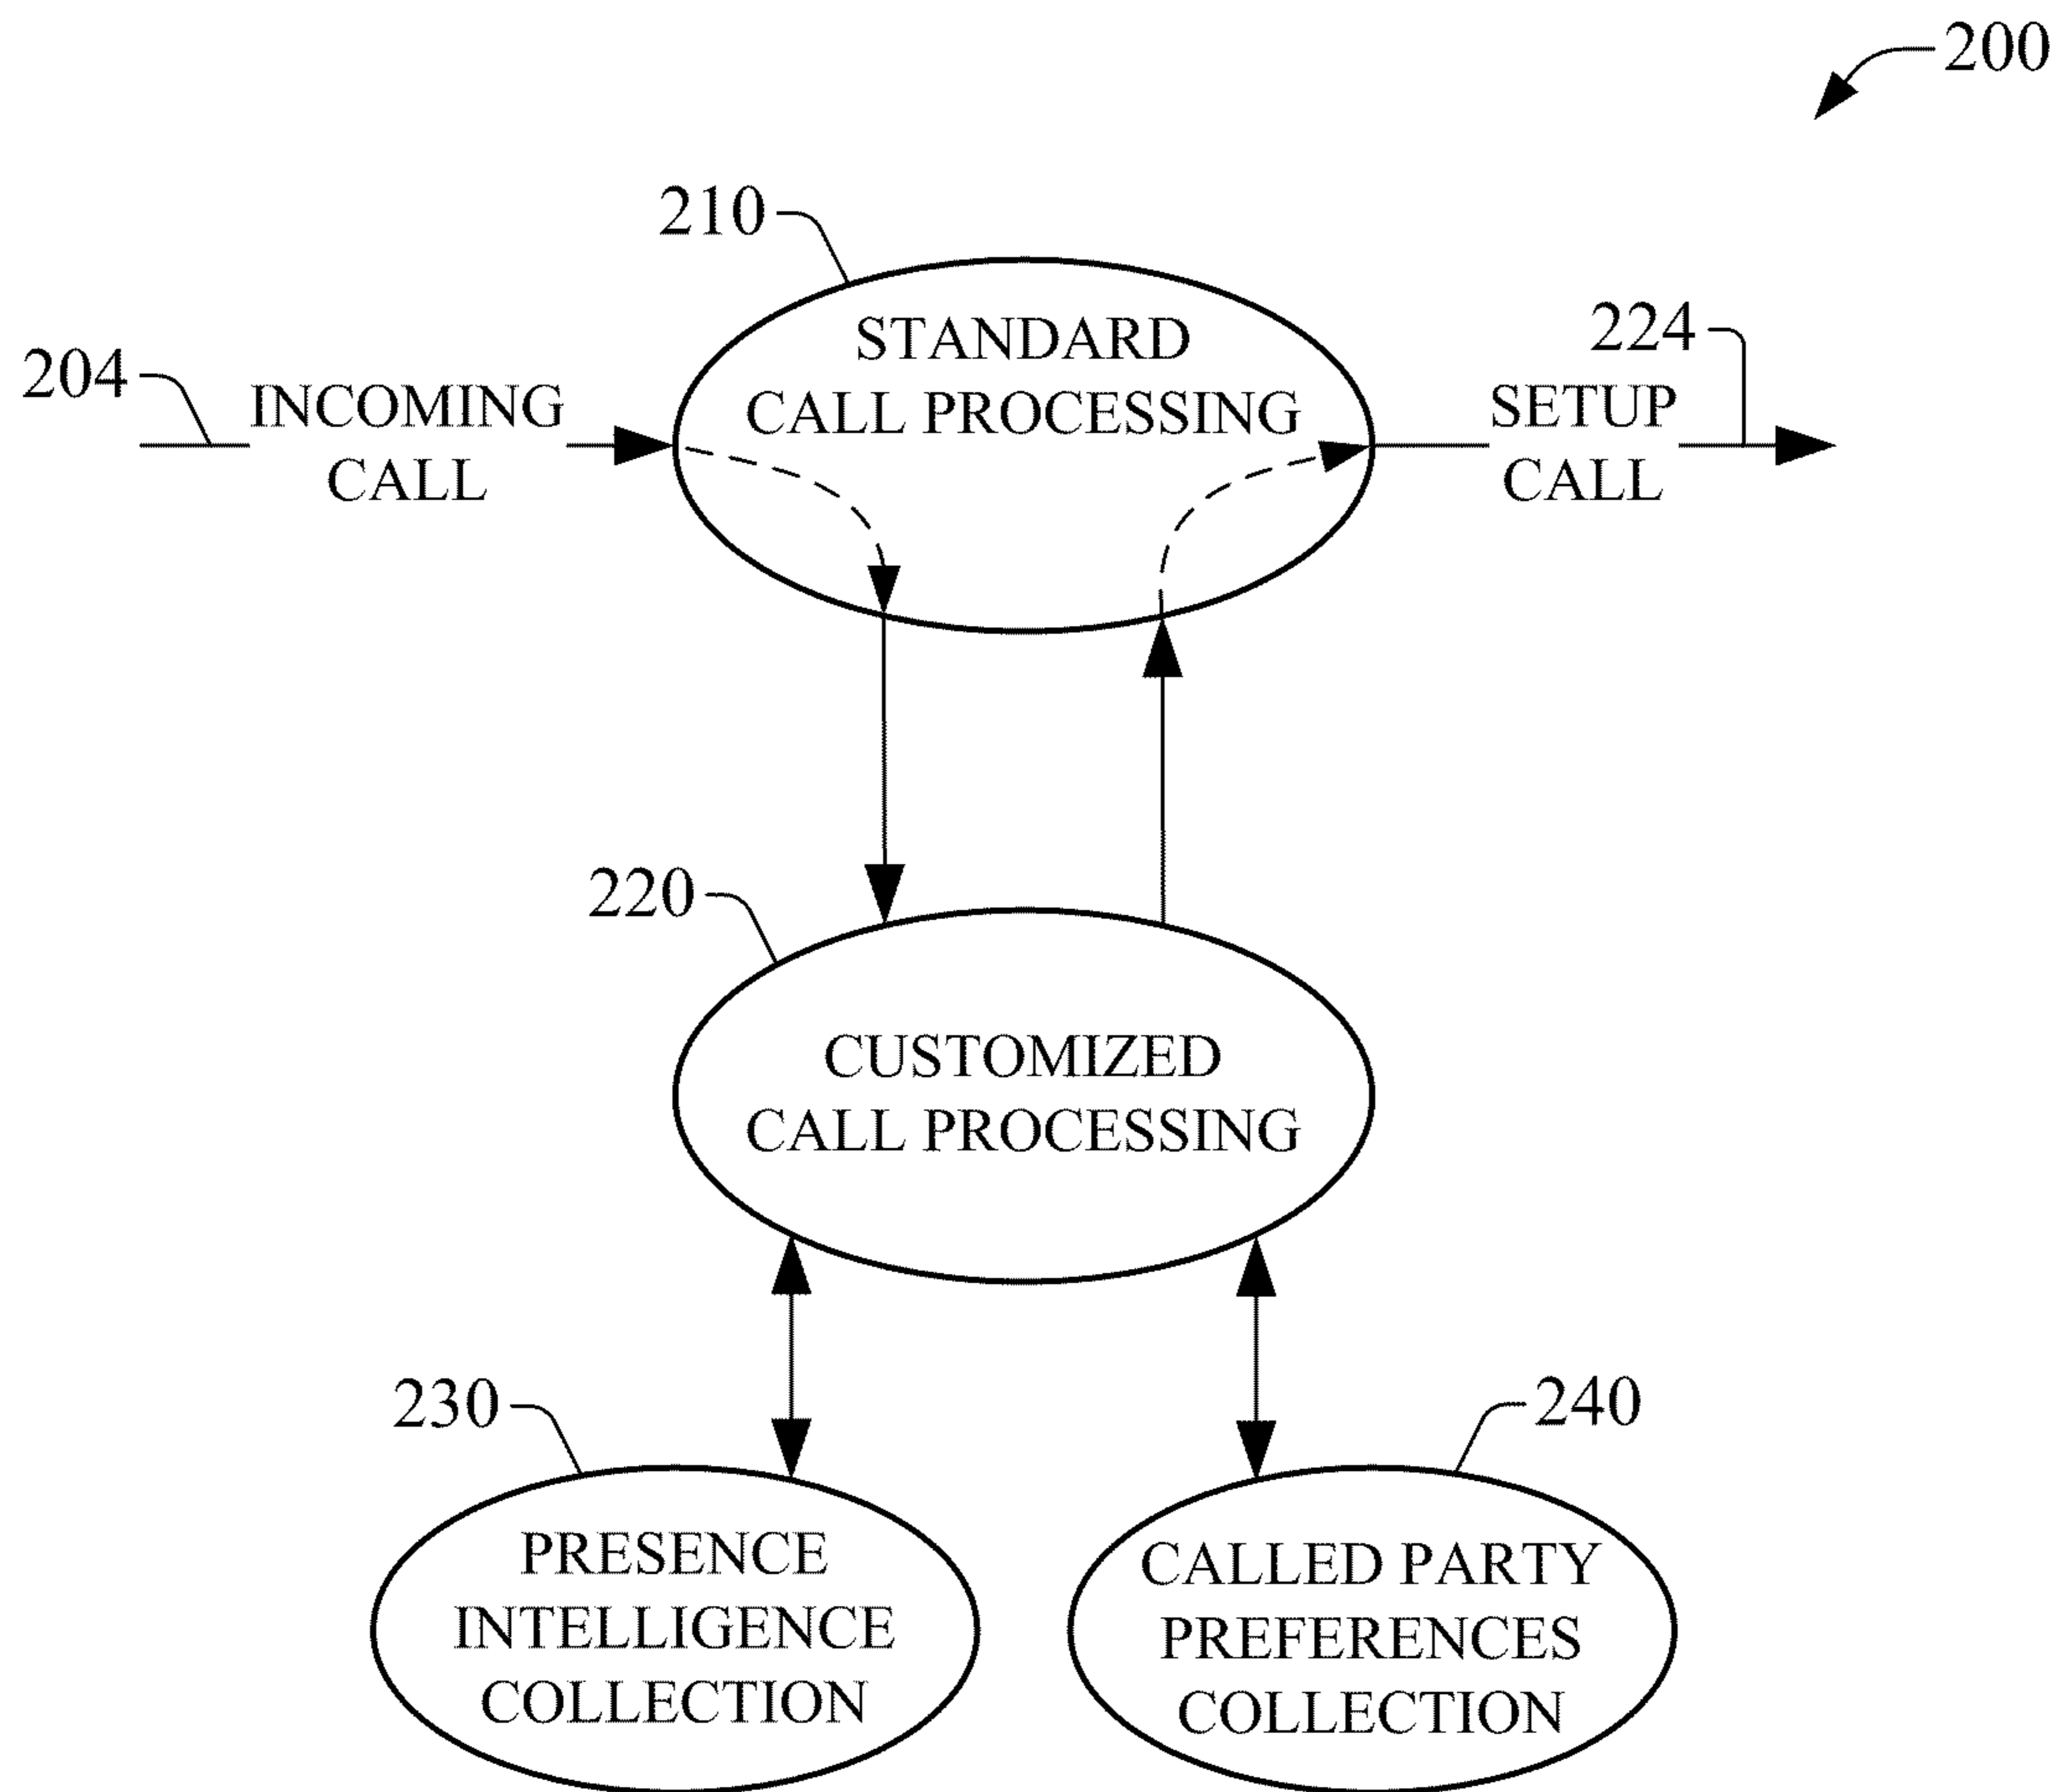 200
210
STANDARD
CALL PROCESSING
204
INCOMING
CALL
224
SETUP
CALL
220
CUSTOMIZED
CALL PROCESSING
230
PRESENCE
INTELLIGENCE
COLLECTION
240
CALLED PARTY
PREFERENCES
COLLECTION